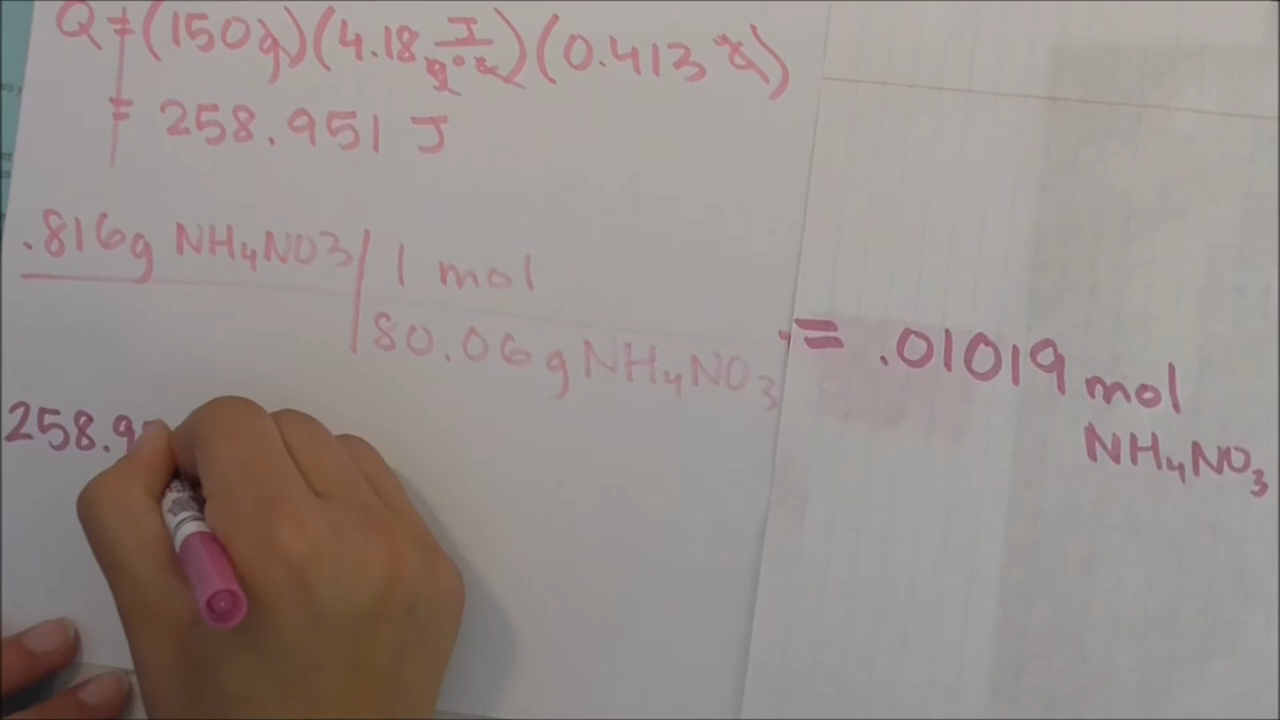 Q = (150g)(4.18 J/g°c)(0.413 °c)
= 258.951 J
.816g NH4NO3 | 1 mol
80.06g NH4NO3
= .01019 mol
NH4NO3
258.9